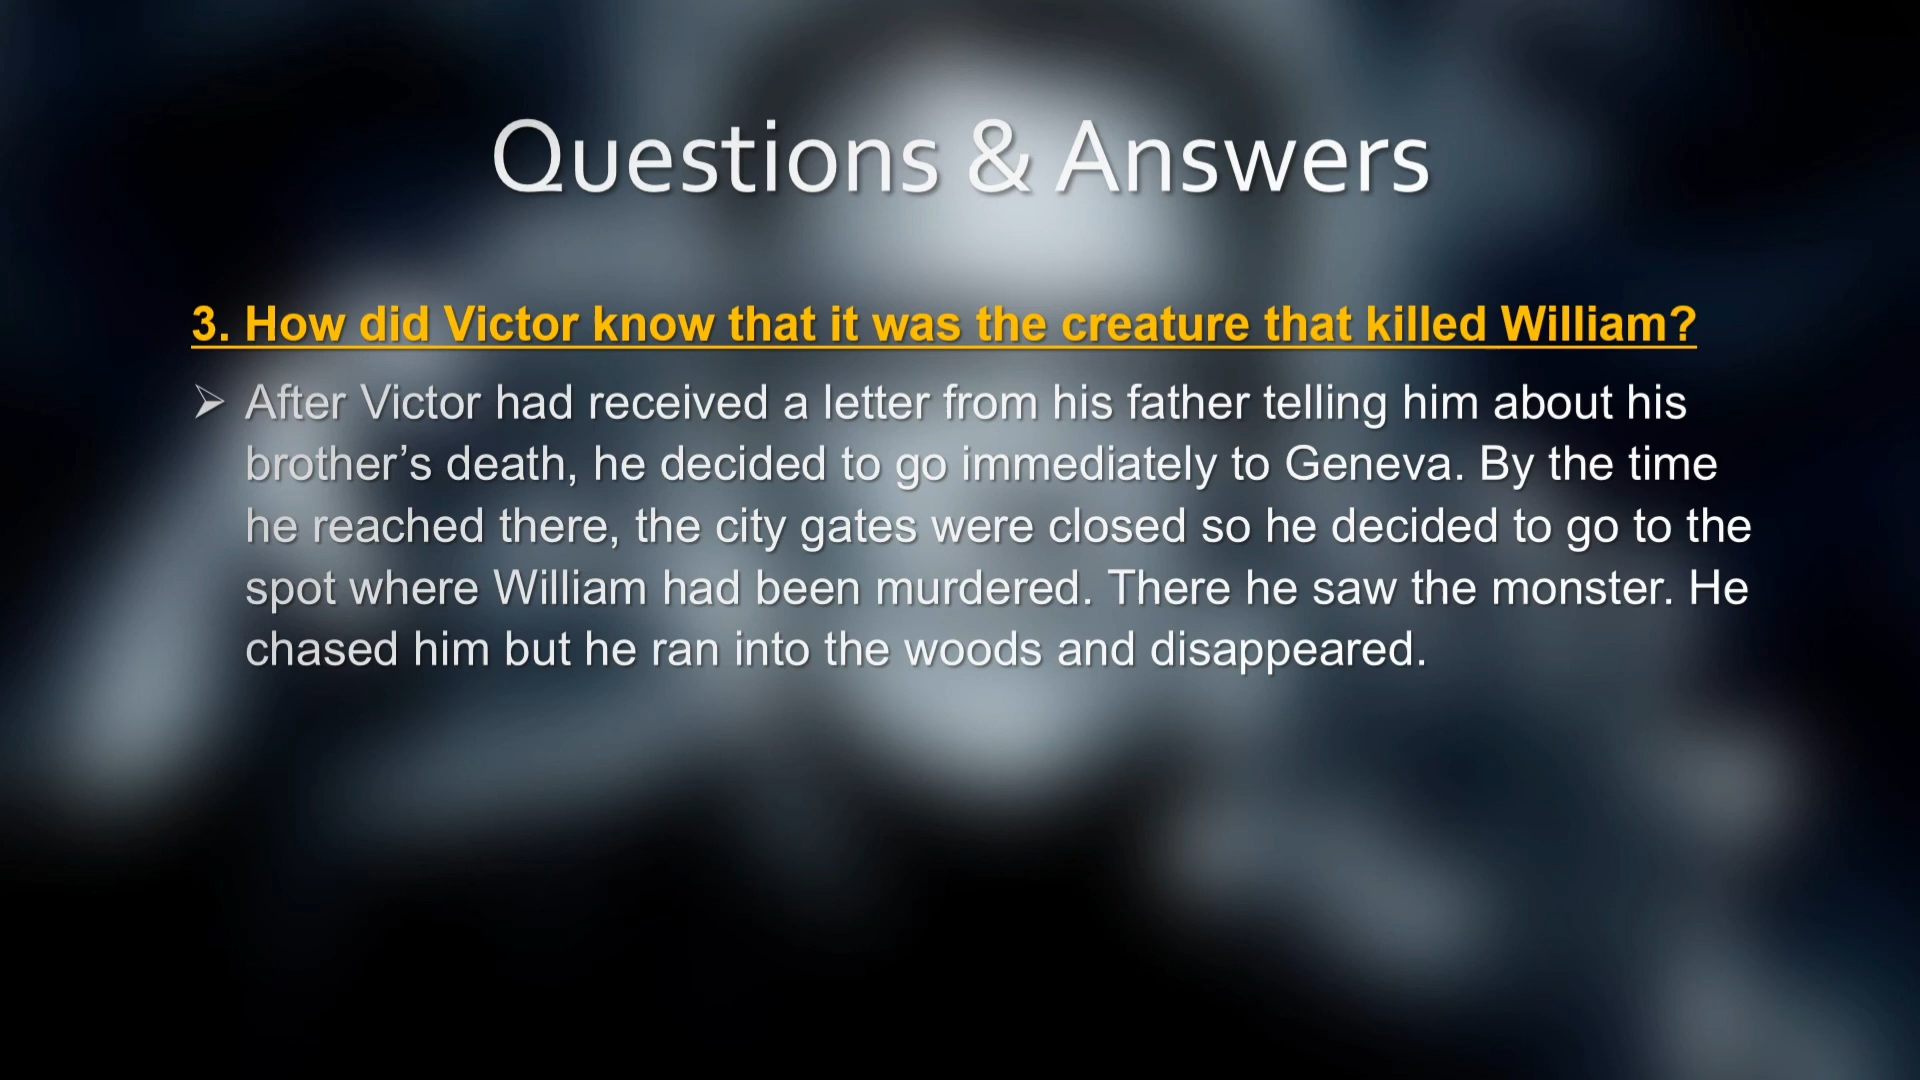 Questions & Answers
3. How did Victor know that it was the creature that killed William?
➢ After Victor had received a letter from his father telling him about his
brother’s death, he decided to go immediately to Geneva. By the time
he reached there, the city gates were closed so he decided to go to the
spot where William had been murdered. There he saw the monster. He
chased him but he ran into the woods and disappeared.